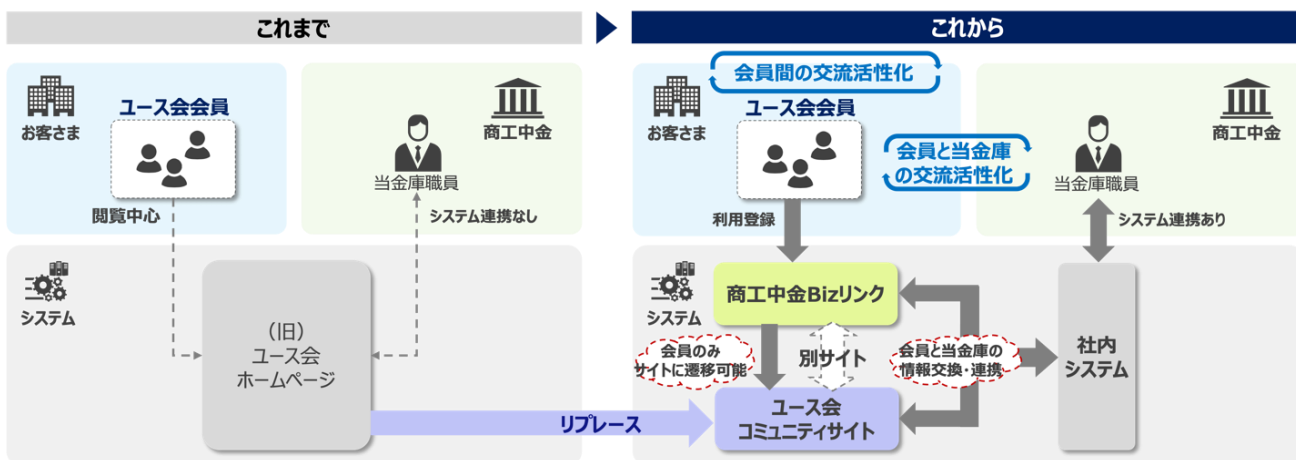 これまで
お客さま
ユース会会員
商工中金
当金庫職員
閲覧中心
システム連携なし
システム
（旧）
ユース会
ホームページ
リプレース
これから
会員間の交流活性化
お客さま
ユース会会員
会員と当金庫
の交流活性化
商工中金
当金庫職員
利用登録
システム連携あり
システム
商工中金Bizリンク
会員のみ
サイトに遷移可能
別サイト
会員と当金庫の
情報交換・連携
社内
システム
ユース会
コミュニティサイト